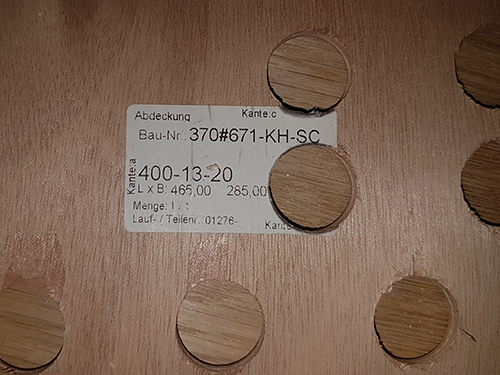 Abdeckung Kante:c
Bau-Nr.: 370#671-KH-SC
Kante:a
400-13-20
L x B: 465,00 285,00
Menge: 1 / 1
Lauf- / Teilenr.: 01276-